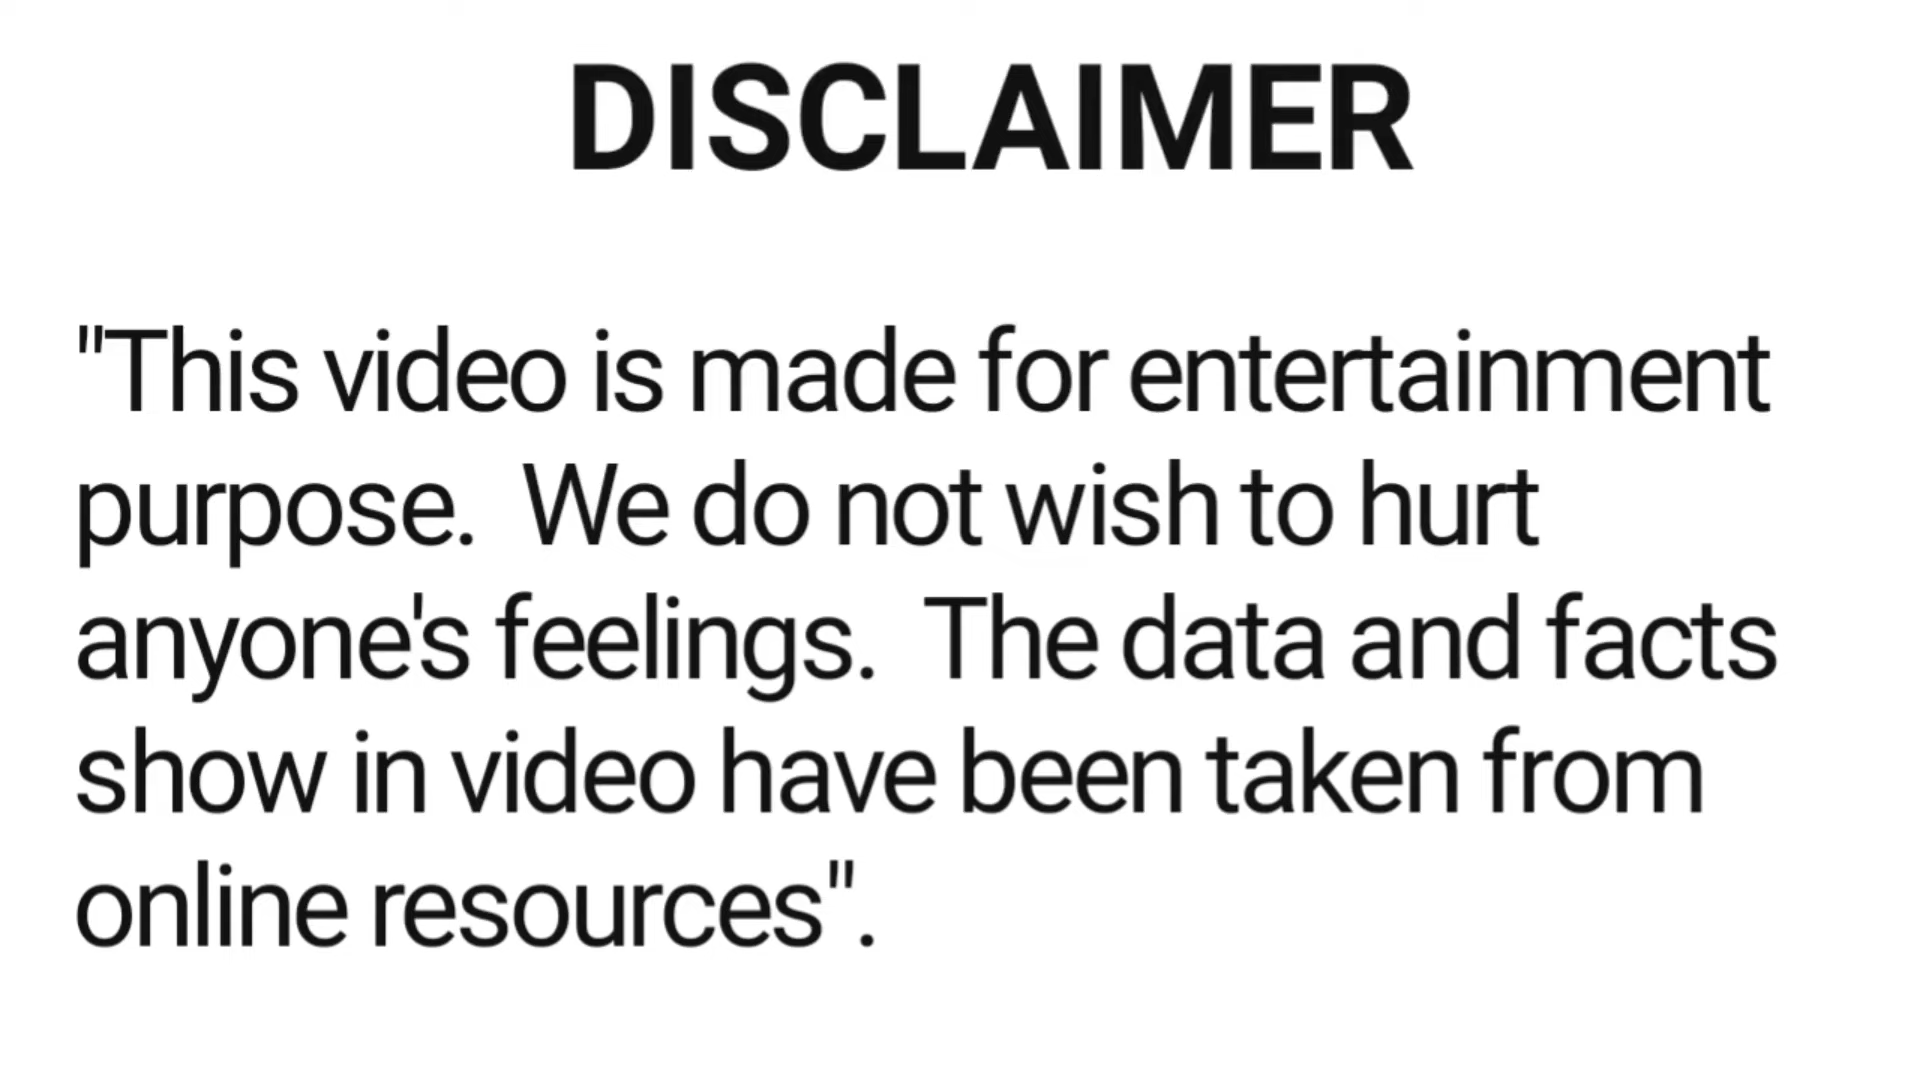 DISCLAIMER
"This video is made for entertainment
purpose.  We do not wish to hurt
anyone's feelings.  The data and facts
show in video have been taken from
online resources".